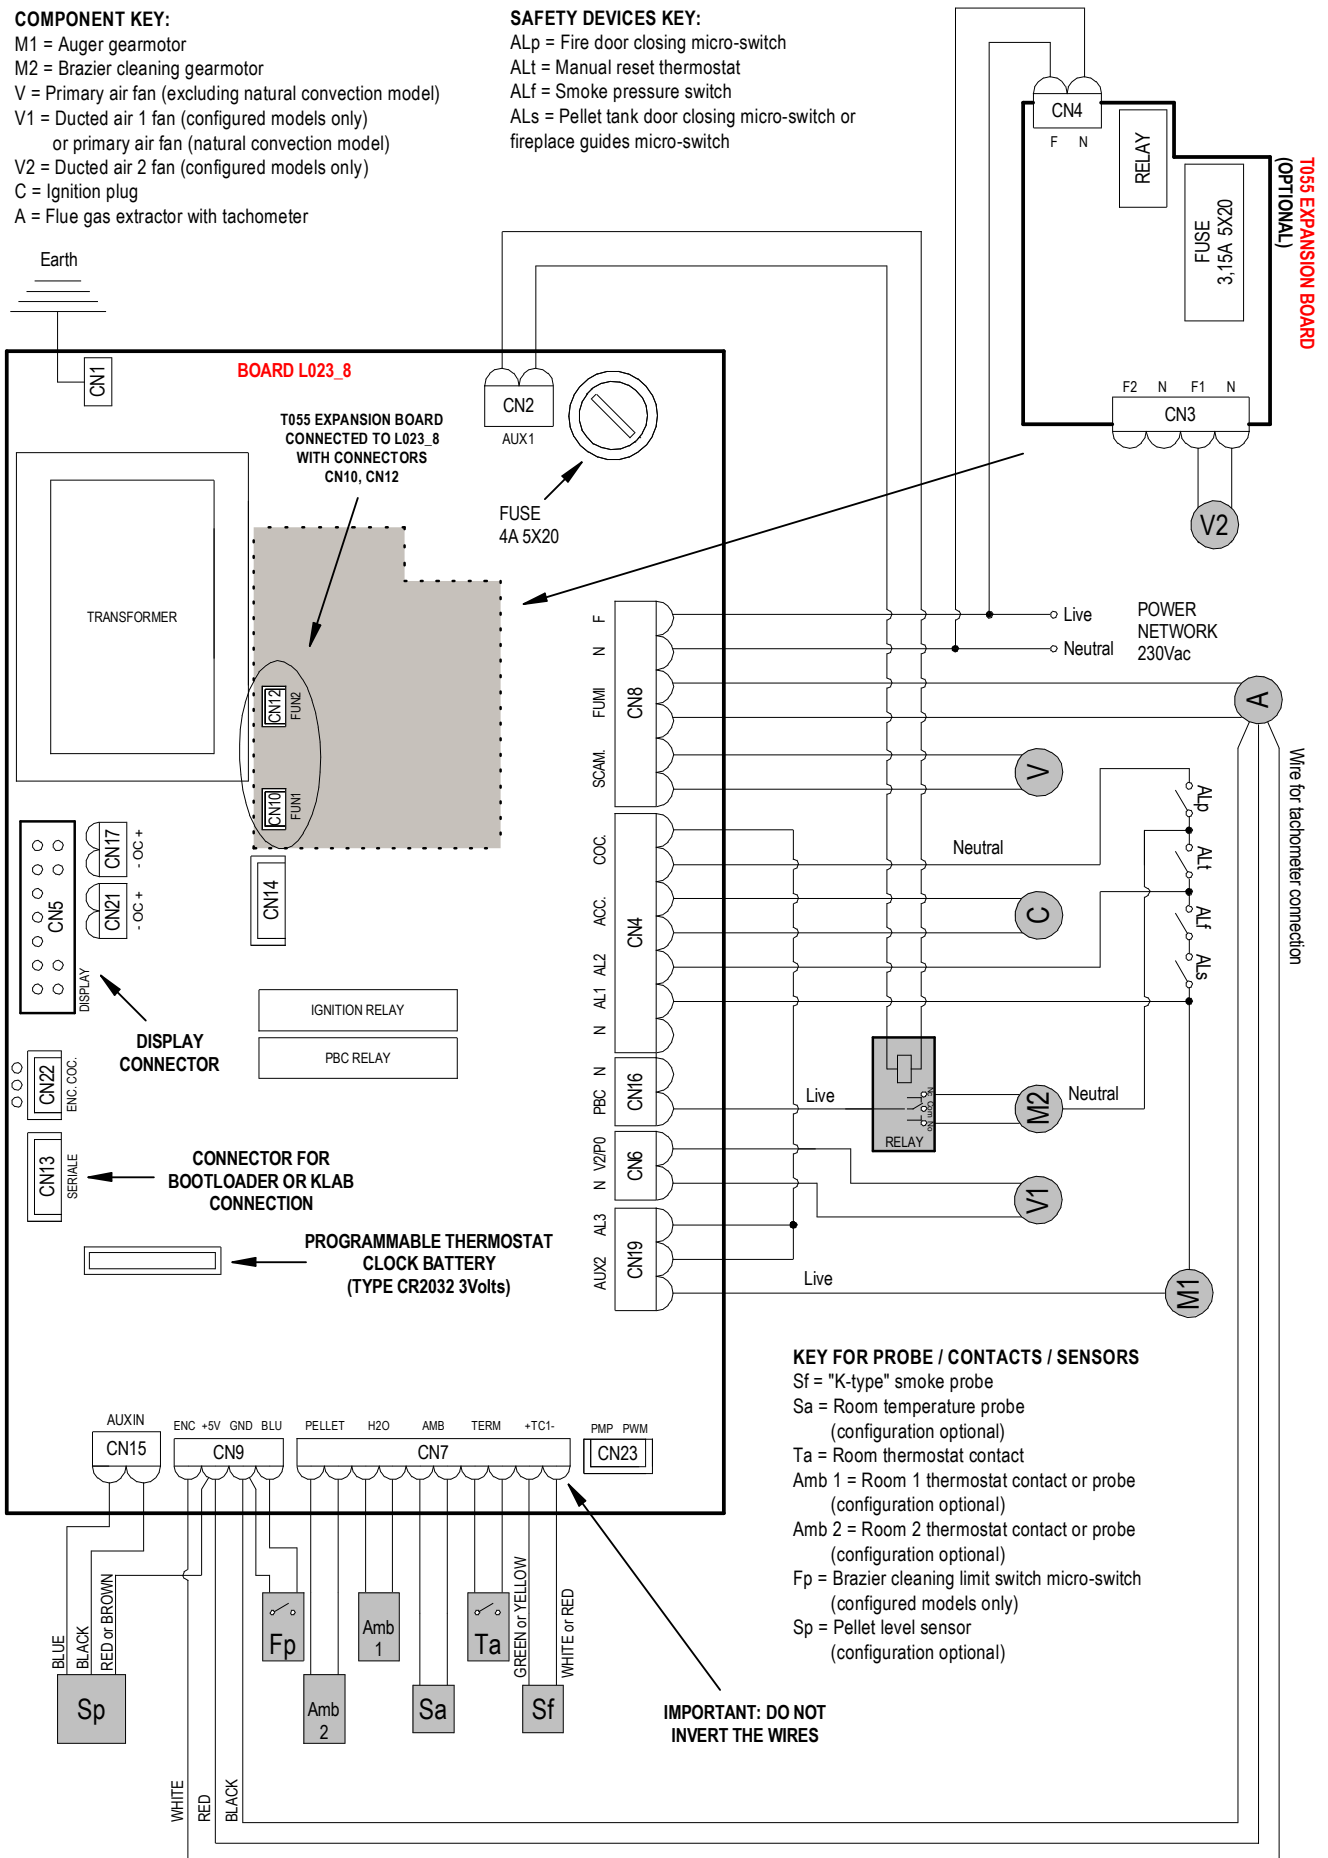 COMPONENT KEY:
M1 = Auger gearmotor
M2 = Brazier cleaning gearmotor
V = Primary air fan (excluding natural convection model)
V1 = Ducted air 1 fan (configured models only)
or primary air fan (natural convection model)
V2 = Ducted air 2 fan (configured models only)
C = Ignition plug
A = Flue gas extractor with tachometer
SAFETY DEVICES KEY:
ALp = Fire door closing micro-switch
ALt = Manual reset thermostat
ALf = Smoke pressure switch
ALs = Pellet tank door closing micro-switch or
fireplace guides micro-switch
CN4
F N
RELAY
FUSE
3,15A 5X20
T055 EXPANSION BOARD
(OPTIONAL)
F2 N F1 N
CN3
V2
Earth
CN1
BOARD L023_8
T055 EXPANSION BOARD
CONNECTED TO L023_8
WITH CONNECTORS
CN10, CN12
CN2
AUX1
FUSE
4A 5X20
TRANSFORMER
CN12
FUN2
CN10
FUN1
CN17
- OC +
CN21
- OC +
CN5
DISPLAY
CN14
DISPLAY
CONNECTOR
IGNITION RELAY
PBC RELAY
CN22
ENC. COC.
CN13
SERIALE
CONNECTOR FOR
BOOTLOADER OR KLAB
CONNECTION
PROGRAMMABLE THERMOSTAT
CLOCK BATTERY
(TYPE CR2032 3Volts)
F
N
FUMI
SCAM.
CN8
COC.
ACC.
AL2
AL1
N
CN4
N
PBC
CN16
V2/P0
N
CN6
AL3
AUX2
CN19
Live
Neutral
POWER
NETWORK
230Vac
A
Wire for tachometer connection
V
Neutral
C
ALp
ALt
ALf
ALs
Live
Nc Com No
RELAY
M2
Neutral
V1
Live
M1
KEY FOR PROBE / CONTACTS / SENSORS
Sf = "K-type" smoke probe
Sa = Room temperature probe
(configuration optional)
Ta = Room thermostat contact
Amb 1 = Room 1 thermostat contact or probe
(configuration optional)
Amb 2 = Room 2 thermostat contact or probe
(configuration optional)
Fp = Brazier cleaning limit switch micro-switch
(configured models only)
Sp = Pellet level sensor
(configuration optional)
AUXIN
CN15
ENC +5V GND BLU
CN9
PELLET H2O AMB TERM +TC1-
CN7
PMP PWM
CN23
BLUE
BLACK
RED or BROWN
Sp
Fp
Amb
1
Amb
2
Sa
Ta
GREEN or YELLOW
WHITE or RED
Sf
IMPORTANT: DO NOT
INVERT THE WIRES
WHITE
RED
BLACK